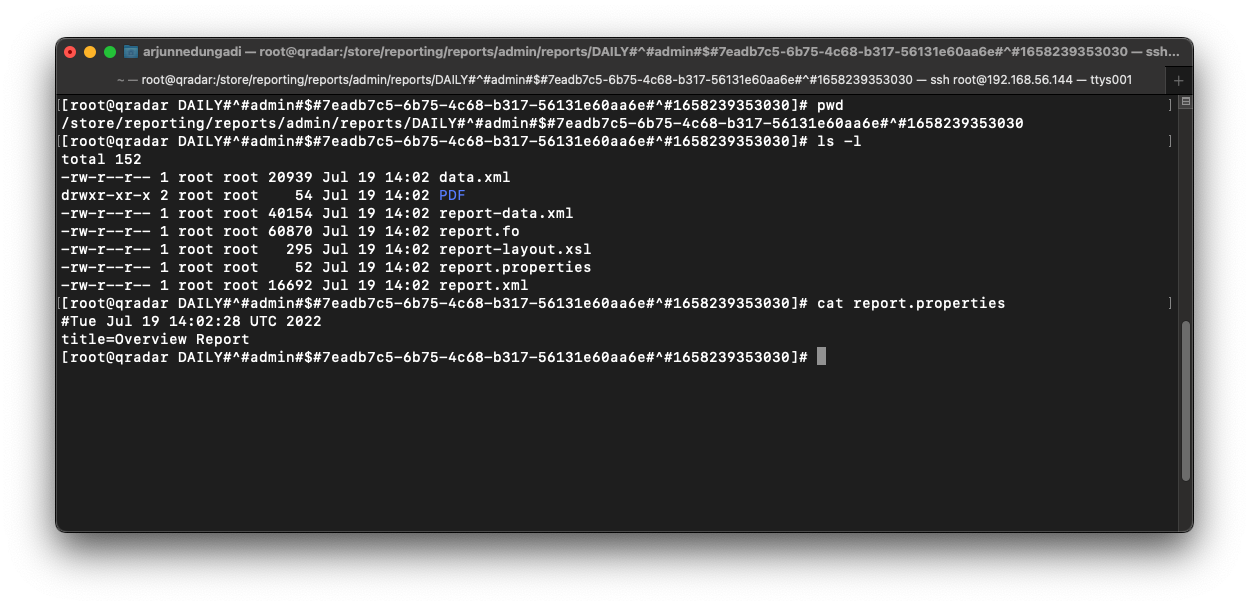 arjunnedungadi — root@qradar:/store/reporting/reports/admin/reports/DAILY#^#admin#$#7eadb7c5-6b75-4c68-b317-56131e60aa6e#^#1658239353030 — ssh...
~ — root@qradar:/store/reporting/reports/admin/reports/DAILY#^#admin#$#7eadb7c5-6b75-4c68-b317-56131e60aa6e#^#1658239353030 — ssh root@192.168.56.144 — ttys001 +
[[root@qradar DAILY#^#admin#$#7eadb7c5-6b75-4c68-b317-56131e60aa6e#^#1658239353030]# pwd ]
/store/reporting/reports/admin/reports/DAILY#^#admin#$#7eadb7c5-6b75-4c68-b317-56131e60aa6e#^#1658239353030
[[root@qradar DAILY#^#admin#$#7eadb7c5-6b75-4c68-b317-56131e60aa6e#^#1658239353030]# ls -l ]
total 152
-rw-r--r-- 1 root root 20939 Jul 19 14:02 data.xml
drwxr-xr-x 2 root root    54 Jul 19 14:02 PDF
-rw-r--r-- 1 root root 40154 Jul 19 14:02 report-data.xml
-rw-r--r-- 1 root root 60870 Jul 19 14:02 report.fo
-rw-r--r-- 1 root root   295 Jul 19 14:02 report-layout.xsl
-rw-r--r-- 1 root root    52 Jul 19 14:02 report.properties
-rw-r--r-- 1 root root 16692 Jul 19 14:02 report.xml
[[root@qradar DAILY#^#admin#$#7eadb7c5-6b75-4c68-b317-56131e60aa6e#^#1658239353030]# cat report.properties ]
#Tue Jul 19 14:02:28 UTC 2022
title=Overview Report
[root@qradar DAILY#^#admin#$#7eadb7c5-6b75-4c68-b317-56131e60aa6e#^#1658239353030]#